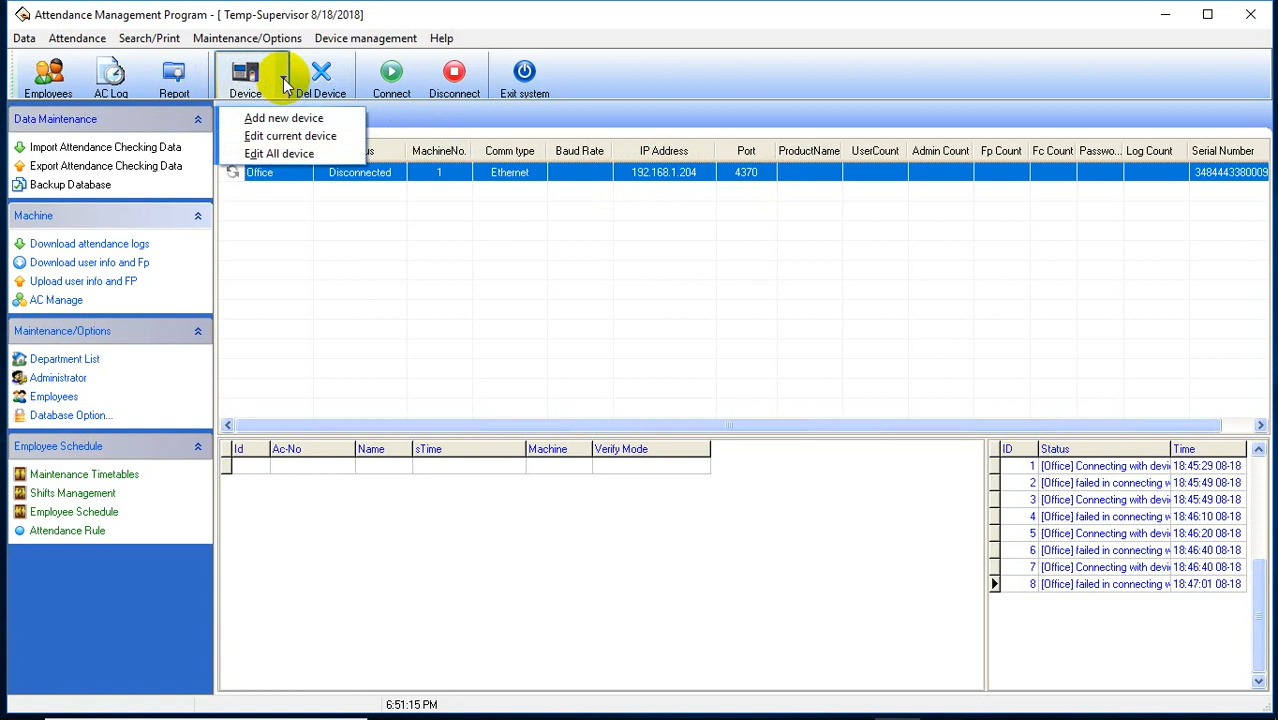 Attendance Management Program - [ Temp-Supervisor 8/18/2018]
Data Attendance Search/Print Maintenance/Options Device management Help
Employees AC Log Report Device Del Device Connect Disconnect Exit system
Add new device
Edit current device
Edit All device
Data Maintenance
Import Attendance Checking Data
Export Attendance Checking Data
Backup Database
Machine
Download attendance logs
Download user info and Fp
Upload user info and FP
AC Manage
Maintenance/Options
Department List
Administrator
Employees
Database Option...
Employee Schedule
Maintenance Timetables
Shifts Management
Employee Schedule
Attendance Rule
MachineNo. Comm type Baud Rate IP Address Port ProductName UserCount Admin Count Fp Count Fc Count Passwo... Log Count Serial Number
Office Disconnected 1 Ethernet 192.168.1.204 4370 3484443380009
Id Ac-No Name sTime Machine Verify Mode
ID Status Time
1 [Office] Connecting with devi 18:45:29 08-18
2 [Office] failed in connecting w 18:45:49 08-18
3 [Office] Connecting with devi 18:45:49 08-18
4 [Office] failed in connecting w 18:46:10 08-18
5 [Office] Connecting with devi 18:46:20 08-18
6 [Office] failed in connecting w 18:46:40 08-18
7 [Office] Connecting with devi 18:46:40 08-18
8 [Office] failed in connecting w 18:47:01 08-18
6:51:15 PM